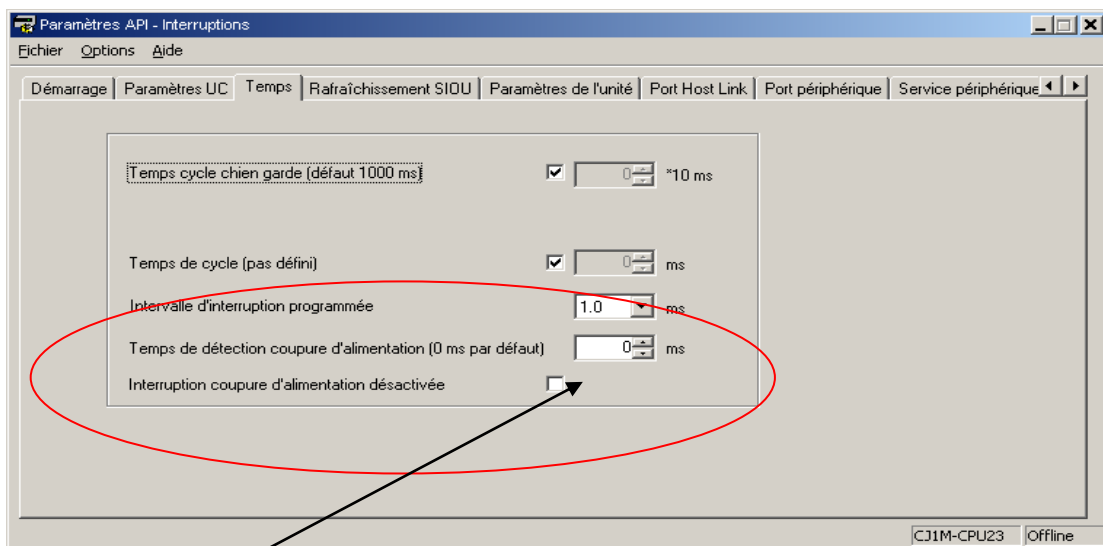 Paramètres API - Interruptions
Fichier Options Aide
Démarrage Paramètres UC Temps Rafraîchissement SIOU Paramètres de l'unité Port Host Link Port périphérique Service périphérique
Temps cycle chien garde (défaut 1000 ms) 0 *10 ms
Temps de cycle (pas défini) 0 ms
Intervalle d'interruption programmée 1.0 ms
Temps de détection coupure d'alimentation (0 ms par défaut) 0 ms
Interruption coupure d'alimentation désactivée
CJ1M-CPU23 Offline